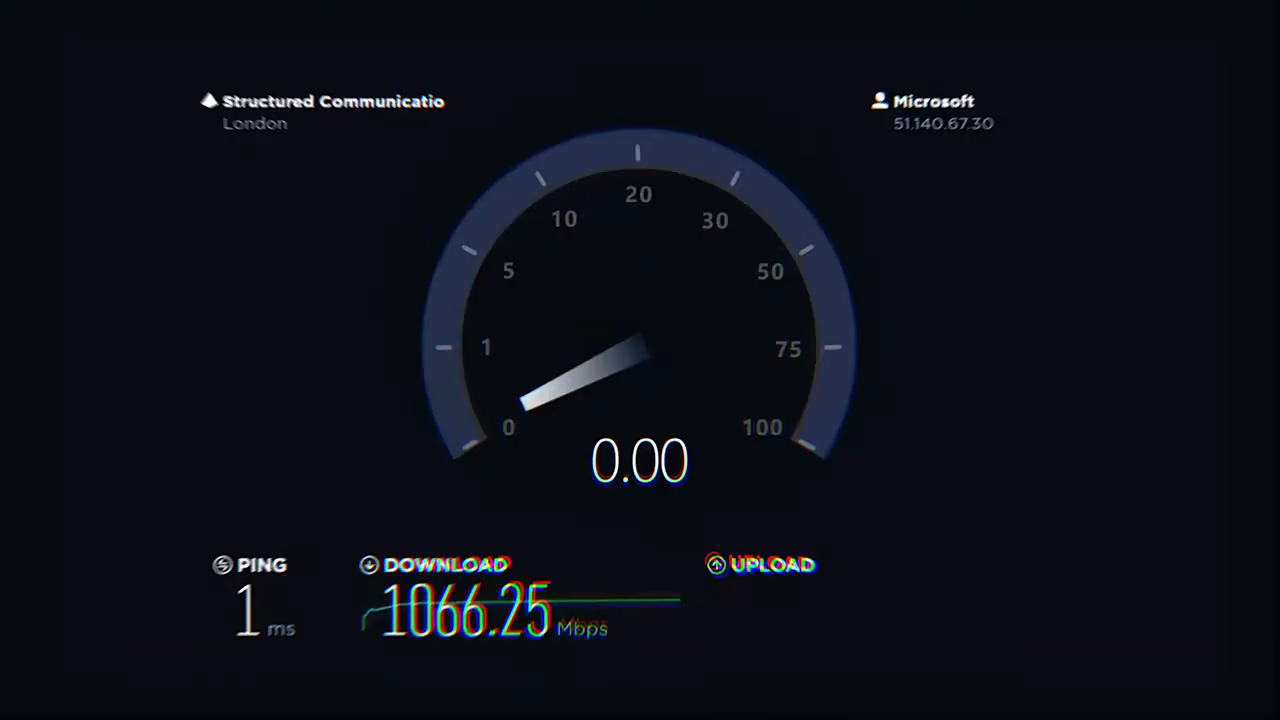 Structured Communicatio
London
Microsoft
51.140.67.30
20
10
30
5
50
1
75
0
100
0.00
PING
DOWNLOAD
UPLOAD
1 ms
1066.25 Mbps